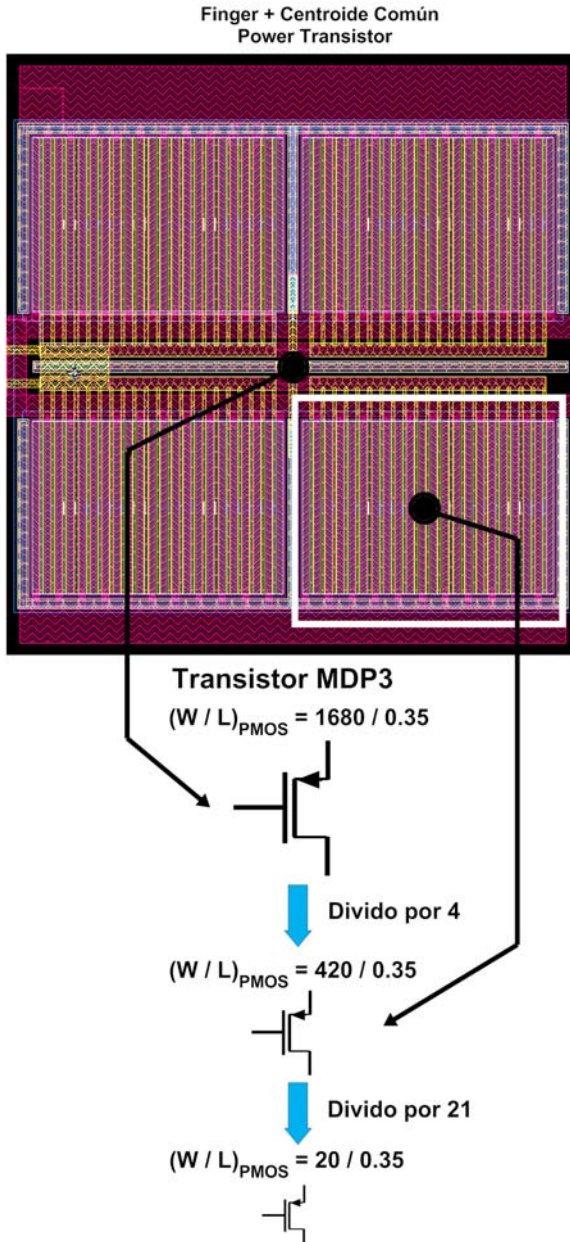 Finger + Centroide Común
Power Transistor
Transistor MDP3
(W / L)PMOS = 1680 / 0.35
Divido por 4
(W / L)PMOS = 420 / 0.35
Divido por 21
(W / L)PMOS = 20 / 0.35